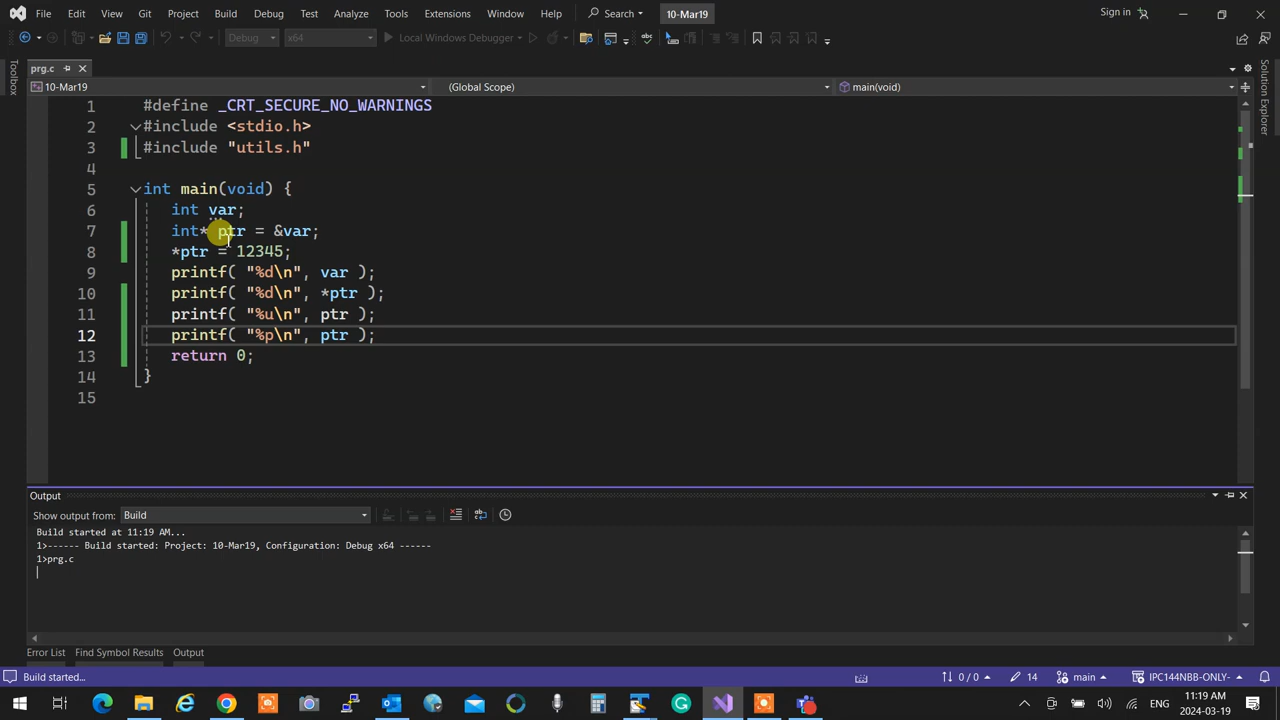 File Edit View Git Project Build Debug Test Analyze Tools Extensions Window Help Search 10-Mar19 Sign in
Debug x64 Local Windows Debugger
prg.c
10-Mar19 (Global Scope) main(void)
Toolbox
Solution Explorer
1 #define _CRT_SECURE_NO_WARNINGS
2 #include <stdio.h>
3 #include "utils.h"
4
5 int main(void) {
6 int var;
7 int* ptr = &var;
8 *ptr = 12345;
9 printf( "%d\n", var );
10 printf( "%d\n", *ptr );
11 printf( "%u\n", ptr );
12 printf( "%p\n", ptr );
13 return 0;
14 }
15
Output
Show output from: Build
Build started at 11:19 AM...
1>------ Build started: Project: 10-Mar19, Configuration: Debug x64 ------
1>prg.c
Error List Find Symbol Results Output
Build started... 0 / 0 14 main IPC144NBB-ONLY-
ENG 11:19 AM
2024-03-19